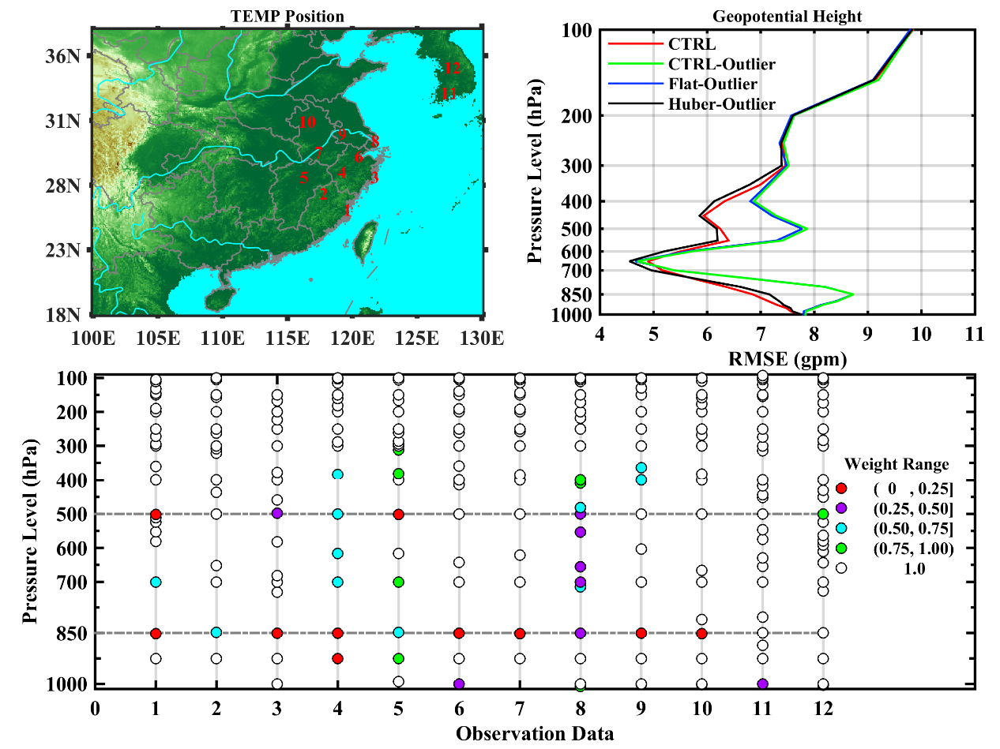 TEMP Position
36N
31N
28N
23N
18N
100E 105E 110E 115E 120E 125E 130E
12
11
10
9
8
7
6
5
4
3
2
1
Geopotential Height
CTRL
CTRL-Outlier
Flat-Outlier
Huber-Outlier
Pressure Level (hPa)
100
200
300
400
500
600
700
850
1000
4 5 6 7 8 9 10 11
RMSE (gpm)
Pressure Level (hPa)
100
200
300
400
500
600
700
850
1000
0 1 2 3 4 5 6 7 8 9 10 11 12
Observation Data
Weight Range
( 0 , 0.25]
(0.25, 0.50]
(0.50, 0.75]
(0.75, 1.00)
1.0